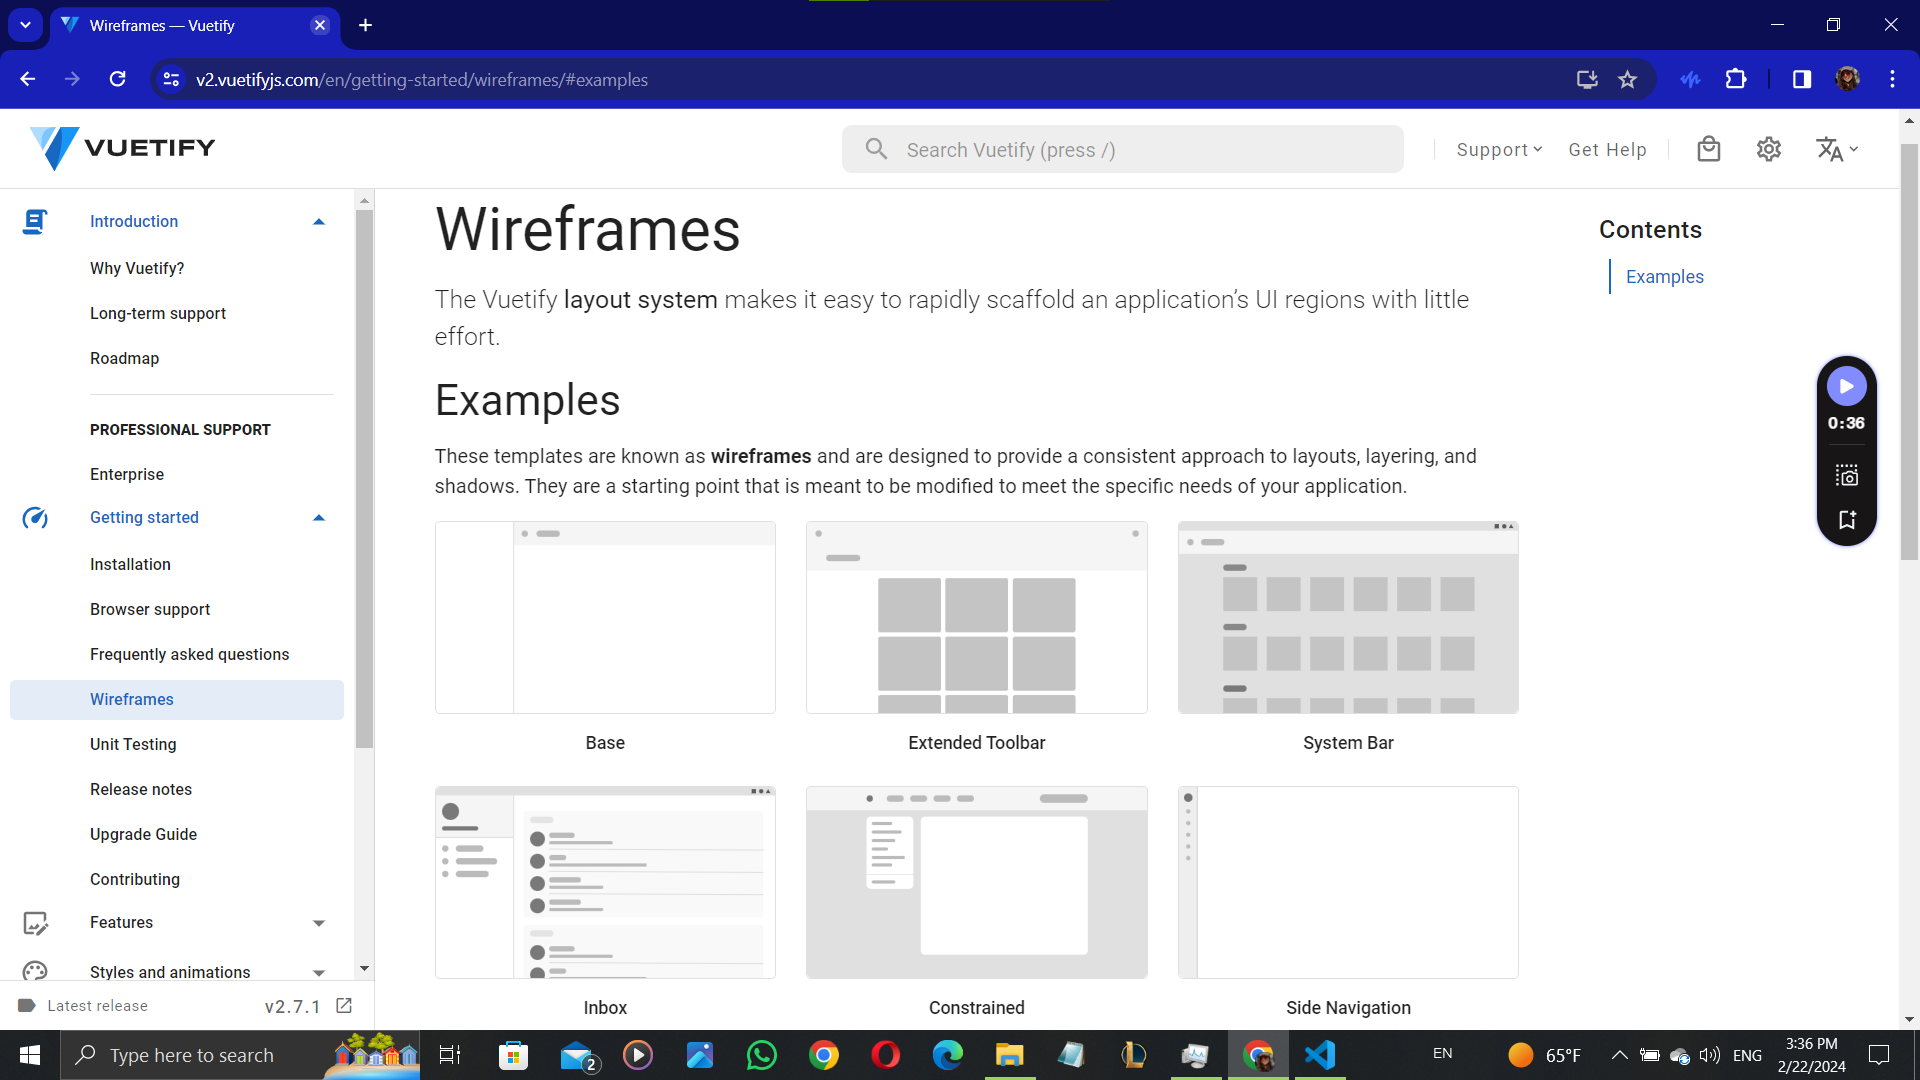 Wireframes — Vuetify
v2.vuetifyjs.com/en/getting-started/wireframes/#examples
VUETIFY
Search Vuetify (press /)
Support
Get Help
Introduction
Why Vuetify?
Long-term support
Roadmap
PROFESSIONAL SUPPORT
Enterprise
Getting started
Installation
Browser support
Frequently asked questions
Wireframes
Unit Testing
Release notes
Upgrade Guide
Contributing
Features
Styles and animations
Latest release
v2.7.1
Wireframes
The Vuetify layout system makes it easy to rapidly scaffold an application’s UI regions with little
effort.
Examples
These templates are known as wireframes and are designed to provide a consistent approach to layouts, layering, and
shadows. They are a starting point that is meant to be modified to meet the specific needs of your application.
Base
Extended Toolbar
System Bar
Inbox
Constrained
Side Navigation
Contents
Examples
0:36
Type here to search
2
EN
65°F
ENG
3:36 PM
2/22/2024